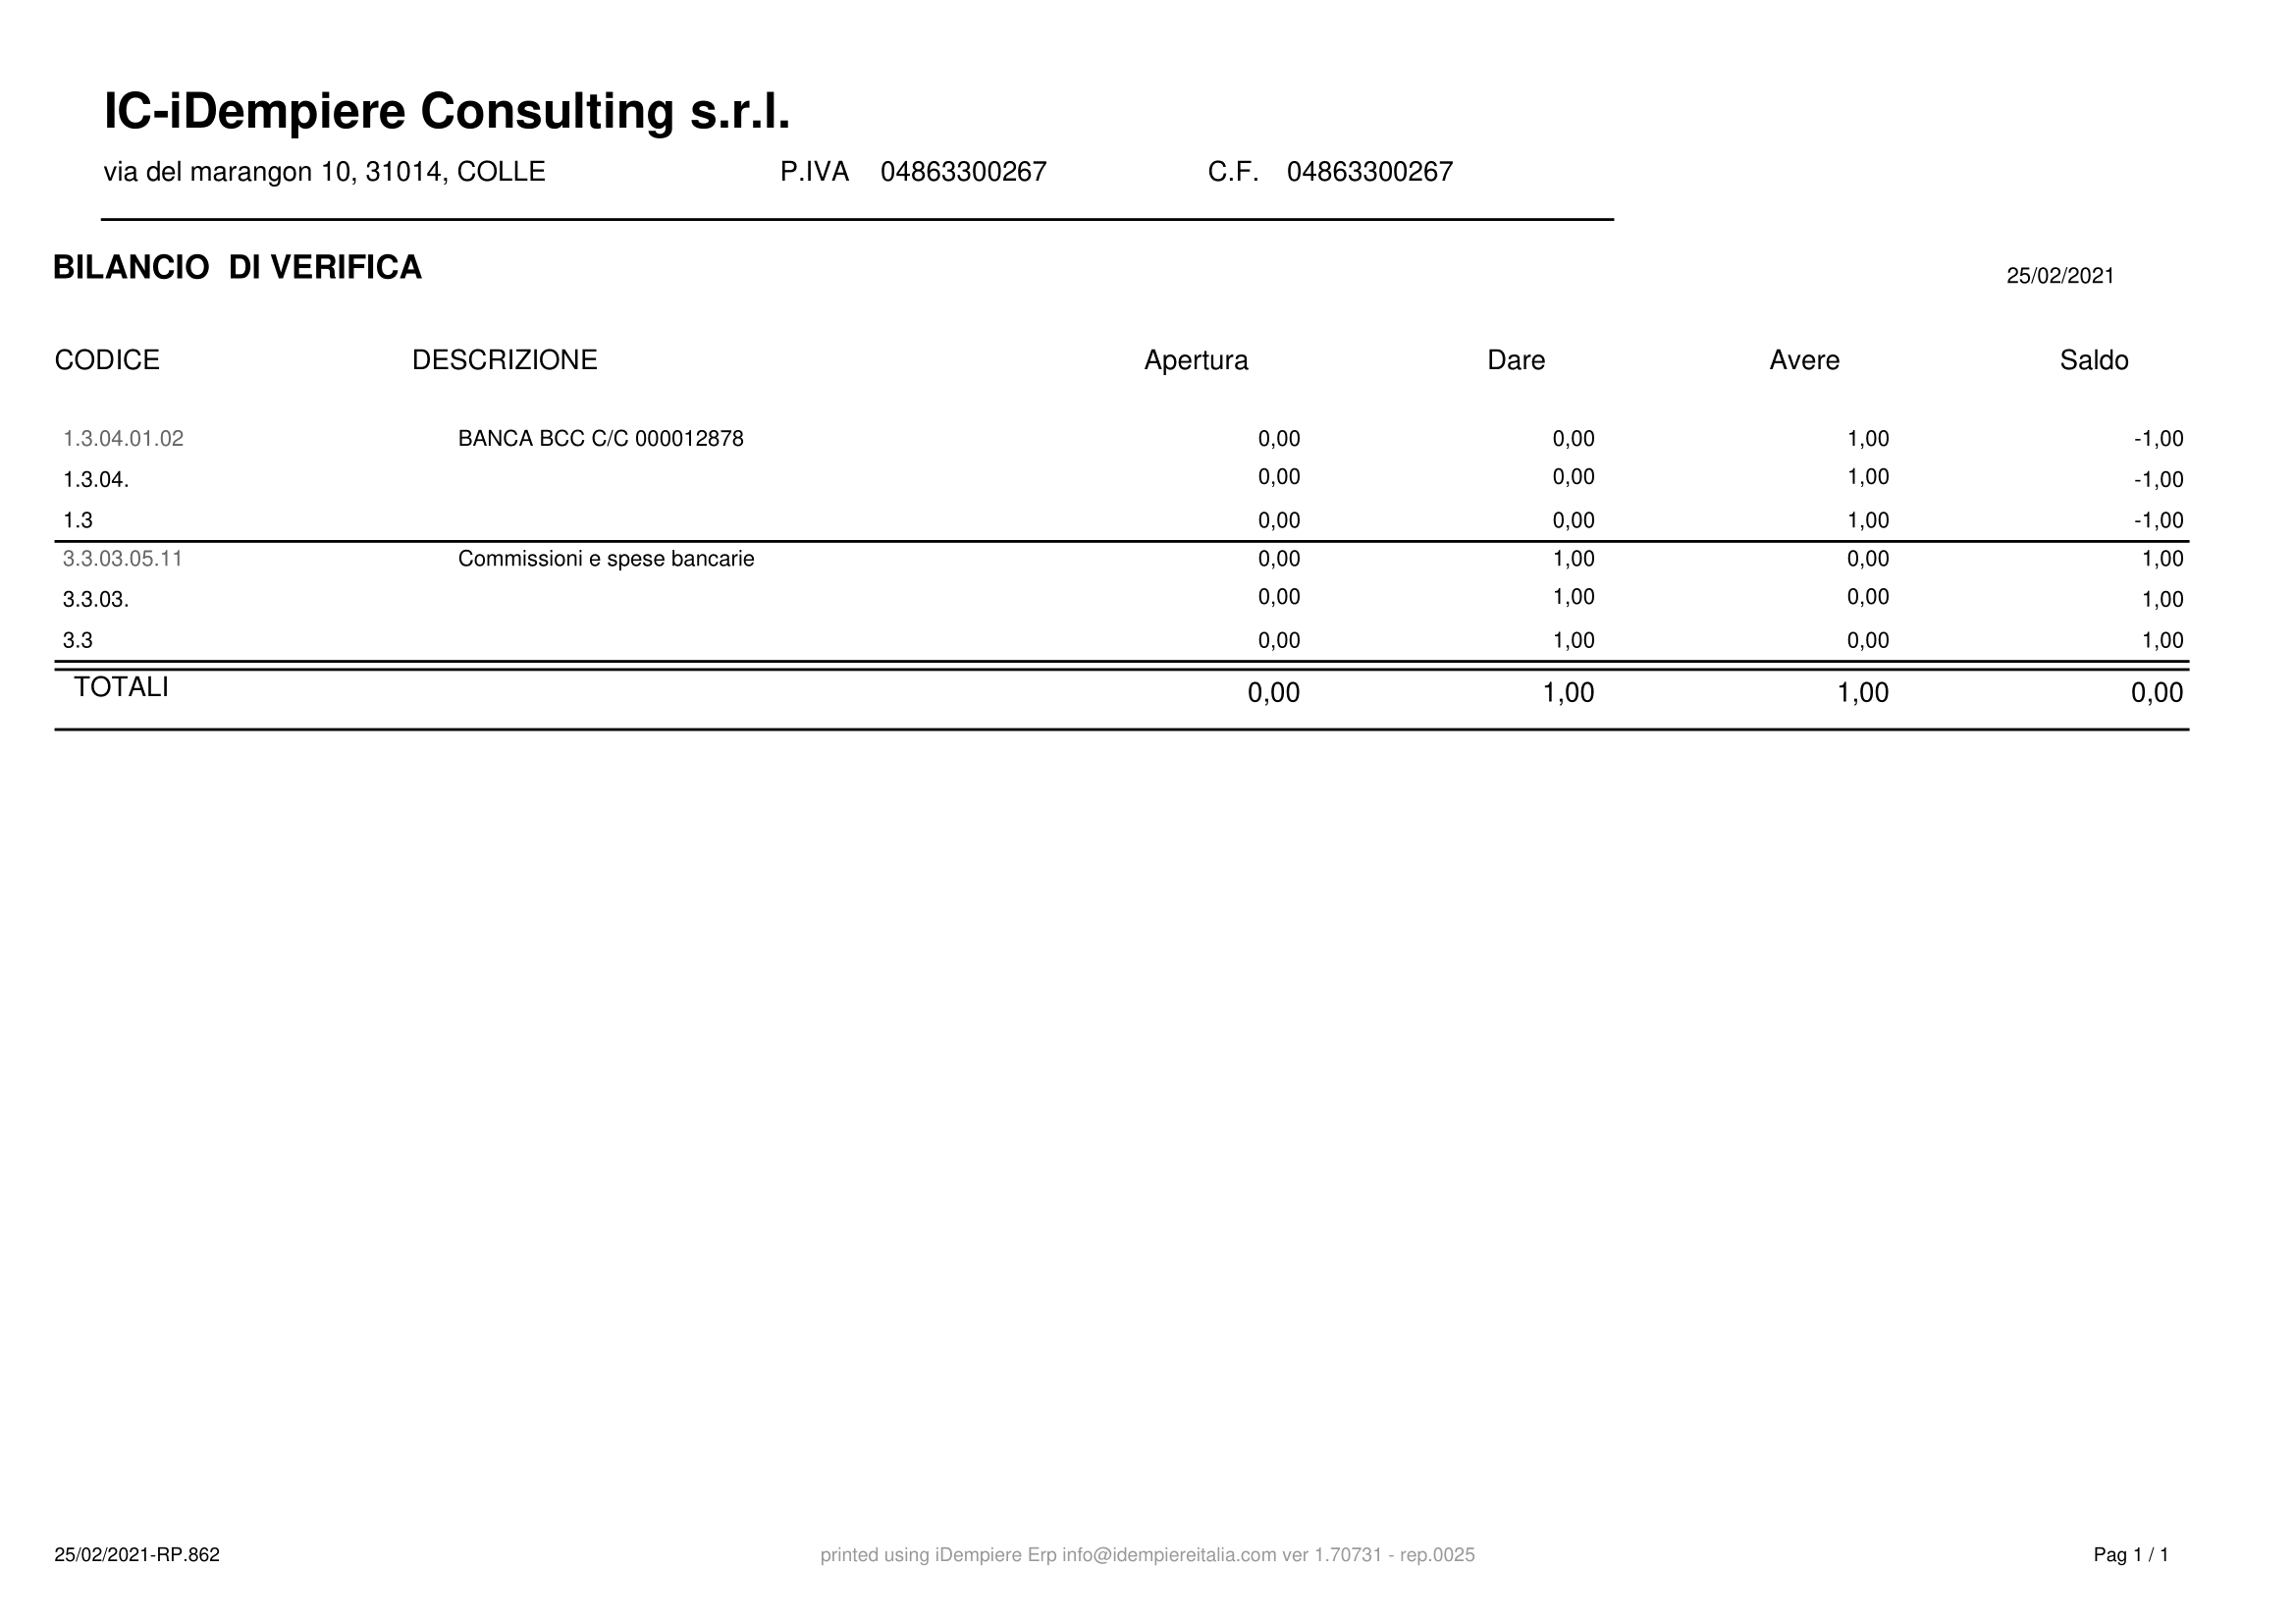 IC-iDempiere Consulting s.r.l.
via del marangon 10, 31014, COLLE P.IVA 04863300267 C.F. 04863300267
BILANCIO DI VERIFICA 25/02/2021
CODICE DESCRIZIONE Apertura Dare Avere Saldo
1.3.04.01.02 BANCA BCC C/C 000012878 0,00 0,00 1,00 -1,00
1.3.04. 0,00 0,00 1,00 -1,00
1.3 0,00 0,00 1,00 -1,00
3.3.03.05.11 Commissioni e spese bancarie 0,00 1,00 0,00 1,00
3.3.03. 0,00 1,00 0,00 1,00
3.3 0,00 1,00 0,00 1,00
TOTALI 0,00 1,00 1,00 0,00
25/02/2021-RP.862 printed using iDempiere Erp info@idempiereitalia.com ver 1.70731 - rep.0025 Pag 1 / 1